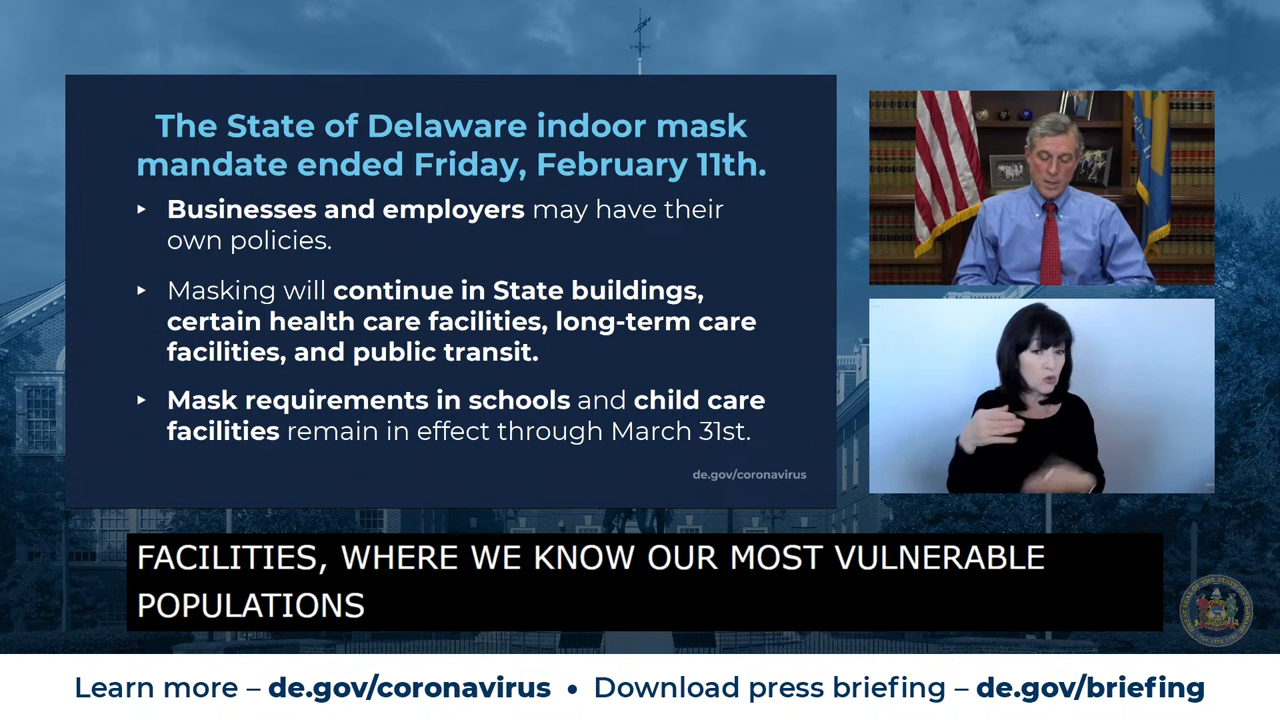 The State of Delaware indoor mask
mandate ended Friday, February 11th.
‣ Businesses and employers may have their
own policies.
‣ Masking will continue in State buildings,
certain health care facilities, long-term care
facilities, and public transit.
‣ Mask requirements in schools and child care
facilities remain in effect through March 31st.
de.gov/coronavirus
FACILITIES, WHERE WE KNOW OUR MOST VULNERABLE
POPULATIONS
Learn more – de.gov/coronavirus • Download press briefing – de.gov/briefing